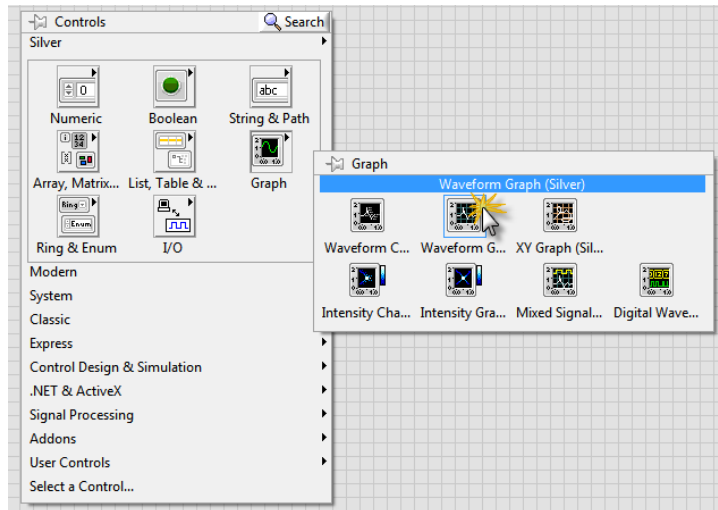 Controls
Search
Silver
Numeric
Boolean
String & Path
Array, Matrix...
List, Table & ...
Graph
Ring & Enum
I/O
Modern
System
Classic
Express
Control Design & Simulation
.NET & ActiveX
Signal Processing
Addons
User Controls
Select a Control...
Graph
Waveform Graph (Silver)
Waveform C...
Waveform G...
XY Graph (Sil...
Intensity Cha...
Intensity Gra...
Mixed Signal...
Digital Wave...